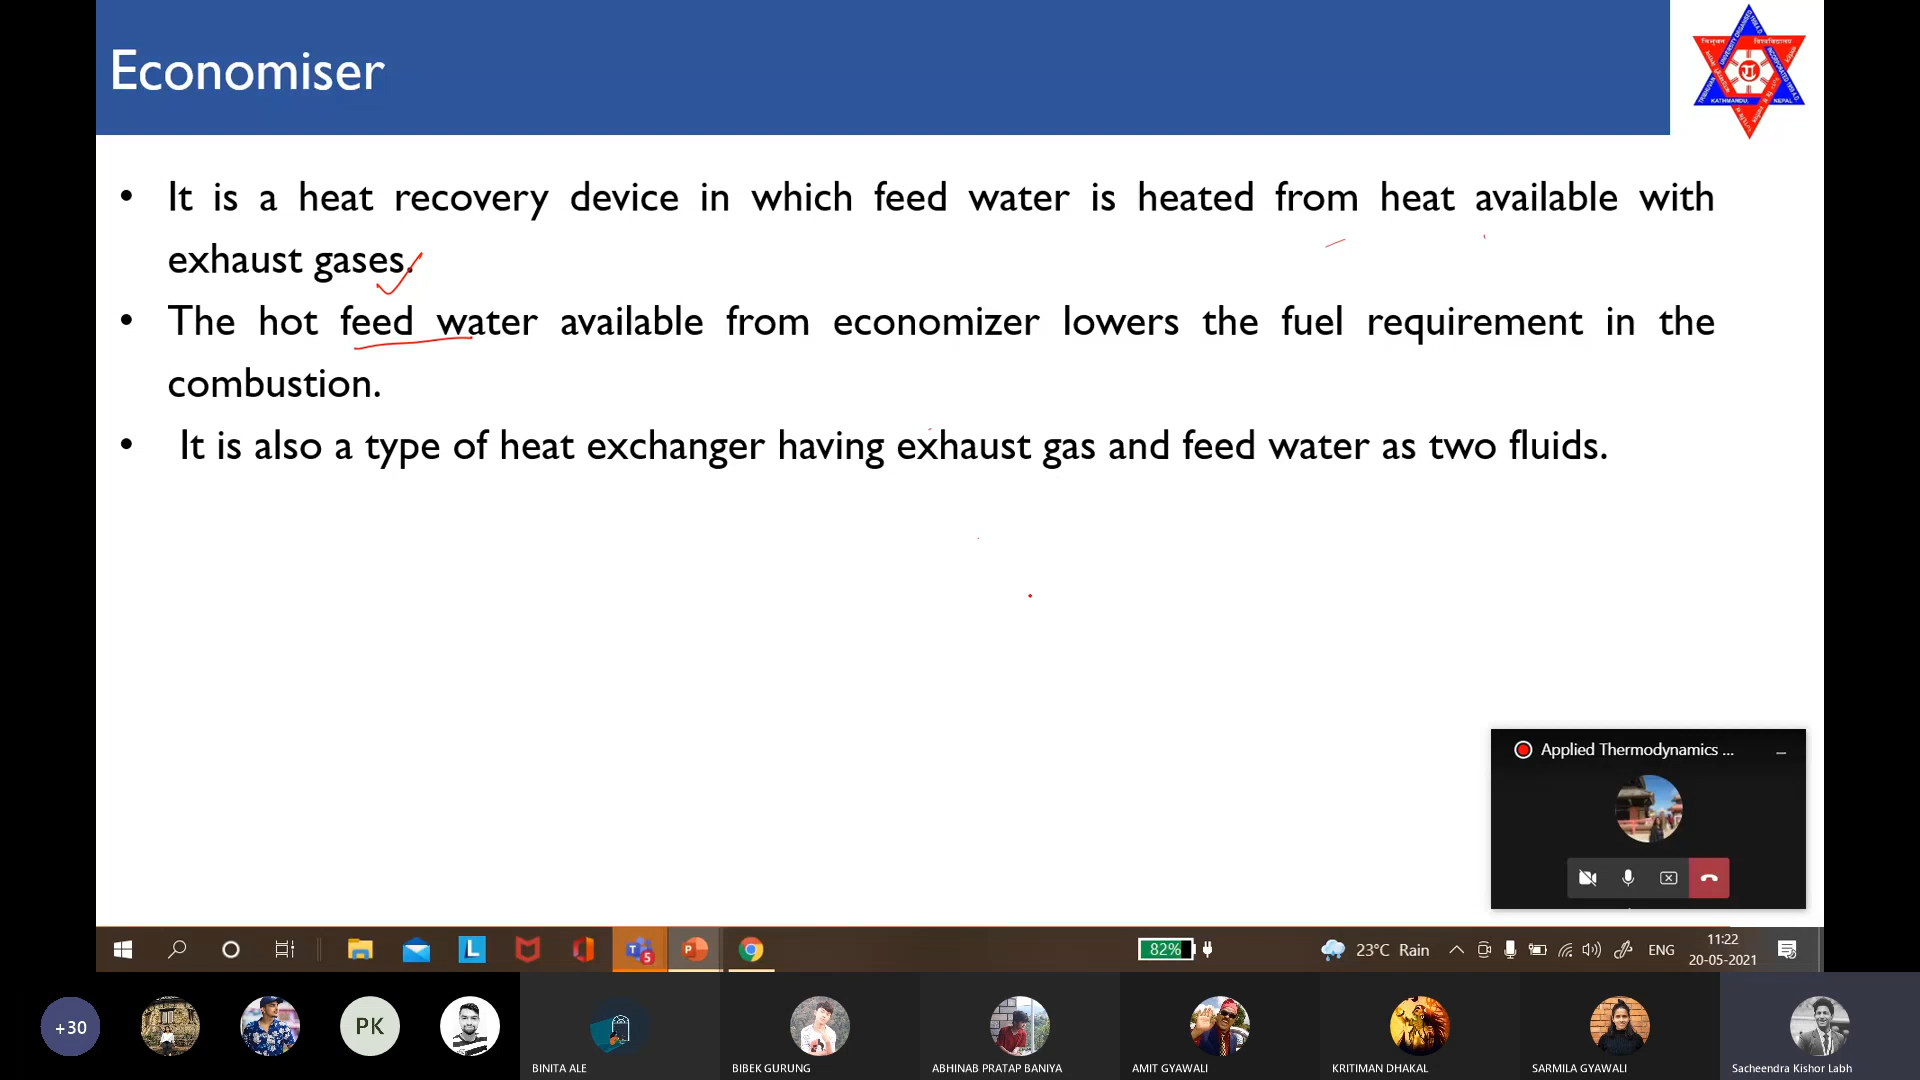 Economiser
• It is a heat recovery device in which feed water is heated from heat available with
exhaust gases.
• The hot feed water available from economizer lowers the fuel requirement in the
combustion.
• It is also a type of heat exchanger having exhaust gas and feed water as two fluids.
KATHMANDU, NEPAL
Applied Thermodynamics ...
82%
23°C Rain
ENG
11:22
20-05-2021
5
+30
PK
BINITA ALE
BIBEK GURUNG
ABHINAB PRATAP BANIYA
AMIT GYAWALI
KRITIMAN DHAKAL
SARMILA GYAWALI
Sacheendra Kishor Labh